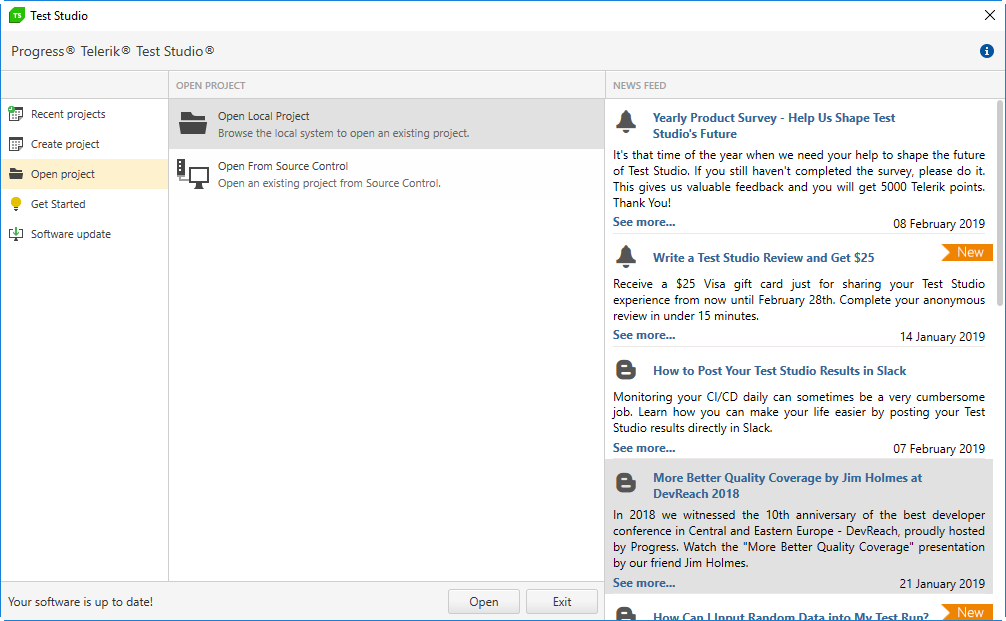 TS Test Studio
Progress® Telerik® Test Studio®
i
Recent projects
Create project
Open project
Get Started
Software update
OPEN PROJECT
Open Local Project
Browse the local system to open an existing project.
Open From Source Control
Open an existing project from Source Control.
NEWS FEED
Yearly Product Survey - Help Us Shape Test
Studio's Future
It's that time of the year when we need your help to shape the future
of Test Studio. If you still haven't completed the survey, please do it.
This gives us valuable feedback and you will get 5000 Telerik points.
Thank You!
See more...
08 February 2019
New
Write a Test Studio Review and Get $25
Receive a $25 Visa gift card just for sharing your Test Studio
experience from now until February 28th. Complete your anonymous
review in under 15 minutes.
See more...
14 January 2019
How to Post Your Test Studio Results in Slack
Monitoring your CI/CD daily can sometimes be a very cumbersome
job. Learn how you can make your life easier by posting your Test
Studio results directly in Slack.
See more...
07 February 2019
More Better Quality Coverage by Jim Holmes at
DevReach 2018
In 2018 we witnessed the 10th anniversary of the best developer
conference in Central and Eastern Europe - DevReach, proudly hosted
by Progress. Watch the "More Better Quality Coverage" presentation
by our friend Jim Holmes.
See more...
21 January 2019
New
How Can I Input Random Data into My Test Run?
Your software is up to date!
Open
Exit